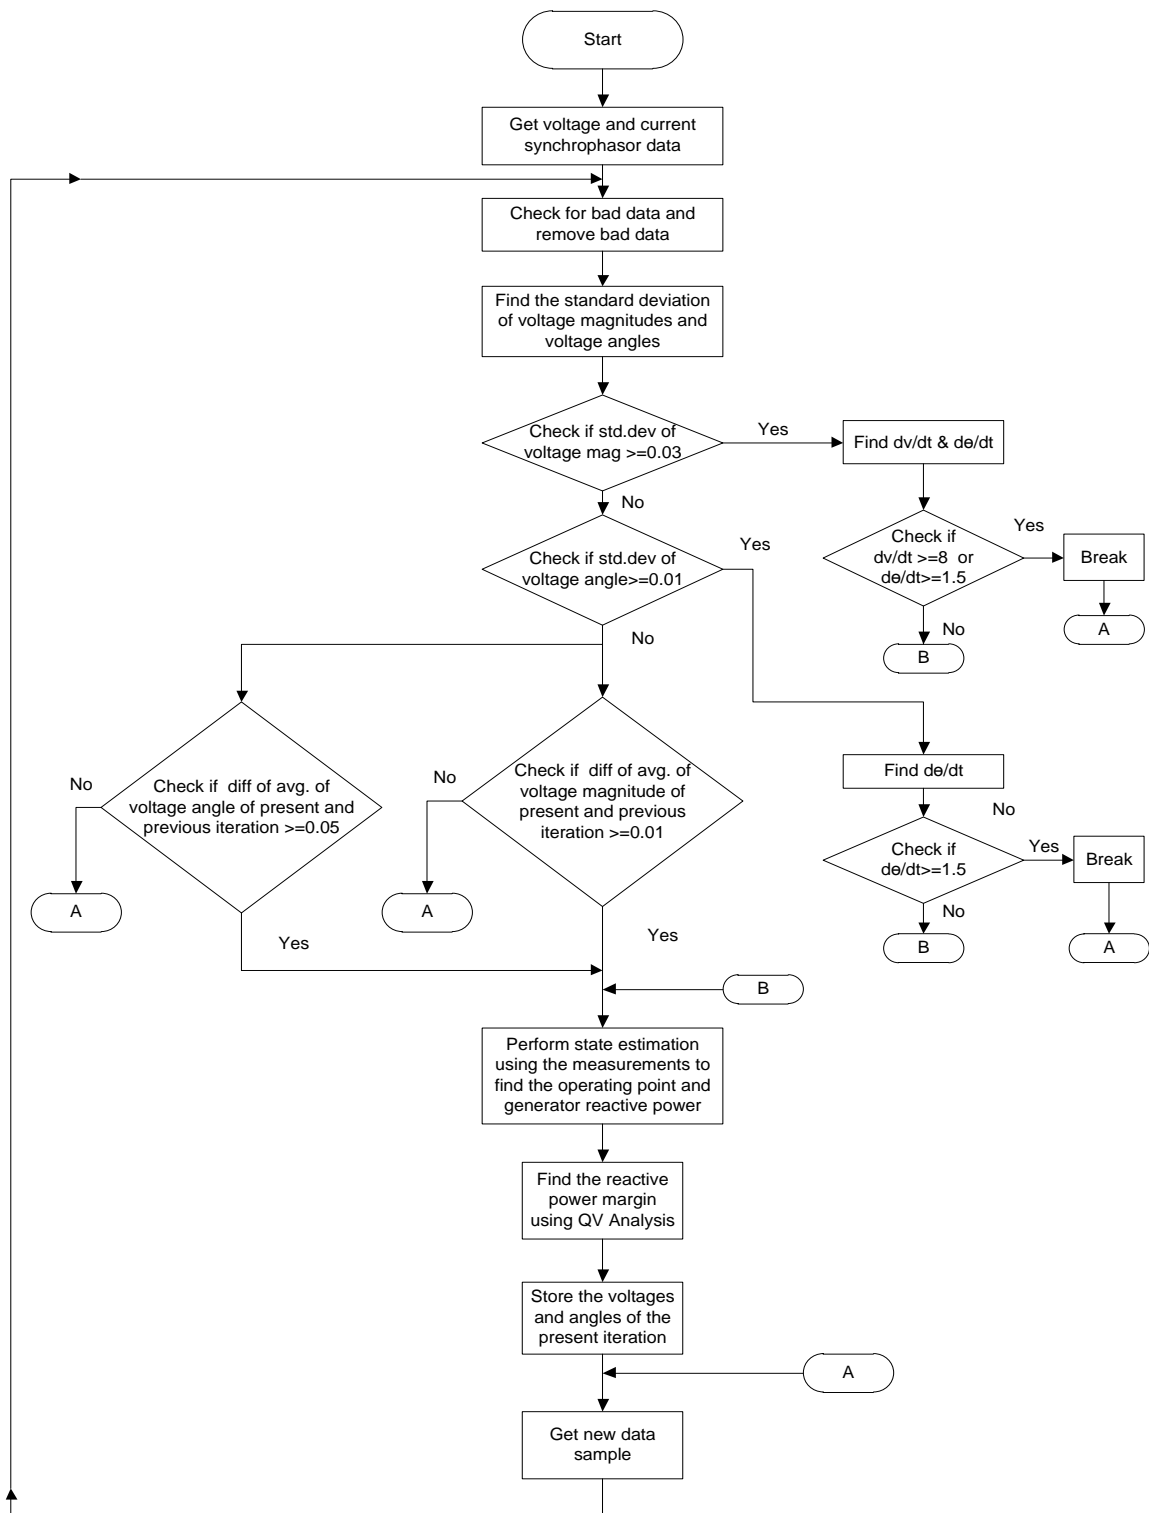 Start
Get voltage and current
synchrophasor data
Check for bad data and
remove bad data
Find the standard deviation
of voltage magnitudes and
voltage angles
Check if std.dev of
voltage mag >=0.03
Yes
Find dv/dt & dɵ/dt
No
Check if std.dev of
voltage angle>=0.01
Yes
Check if
dv/dt >=8 or
dɵ/dt>=1.5
Yes
Break
A
No
B
No
Check if diff of avg. of
voltage angle of present and
previous iteration >=0.05
No
A
Yes
Check if diff of avg. of
voltage magnitude of
present and previous
iteration >=0.01
No
A
Yes
Find dɵ/dt
No
Check if
dɵ/dt>=1.5
Yes
Break
A
No
B
B
Perform state estimation
using the measurements to
find the operating point and
generator reactive power
Find the reactive
power margin
using QV Analysis
Store the voltages
and angles of the
present iteration
A
Get new data
sample